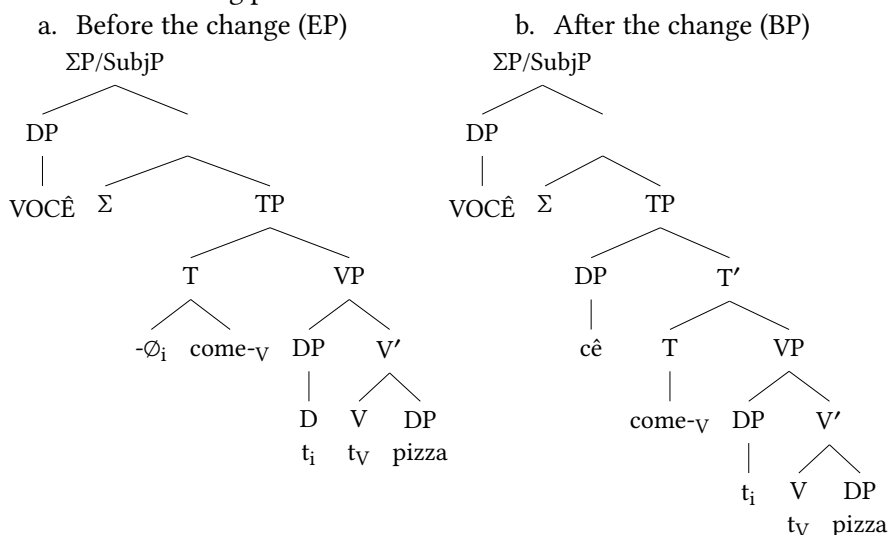 a. Before the change (EP) b. After the change (BP)
ΣP/SubjP ΣP/SubjP
DP DP
VOCÊ Σ TP VOCÊ Σ TP
T VP DP T′
-∅i come-V DP V′ cê T VP
D V DP come-V DP V′
ti tV pizza
ti V DP
tV pizza